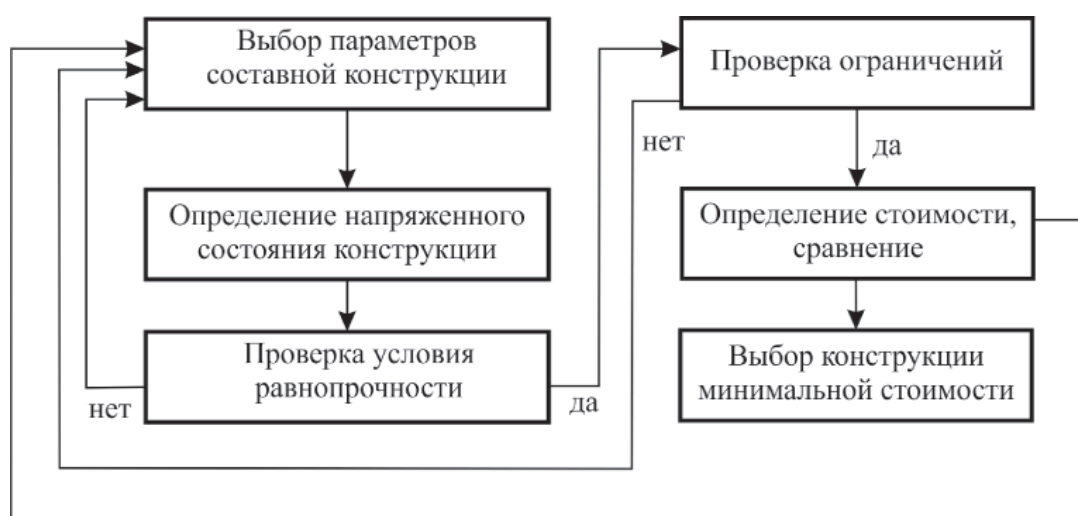 Выбор параметров
составной конструкции
Определение напряженного
состояния конструкции
Проверка условия
равнопрочности
нет
да
Проверка ограничений
нет
да
Определение стоимости,
сравнение
Выбор конструкции
минимальной стоимости